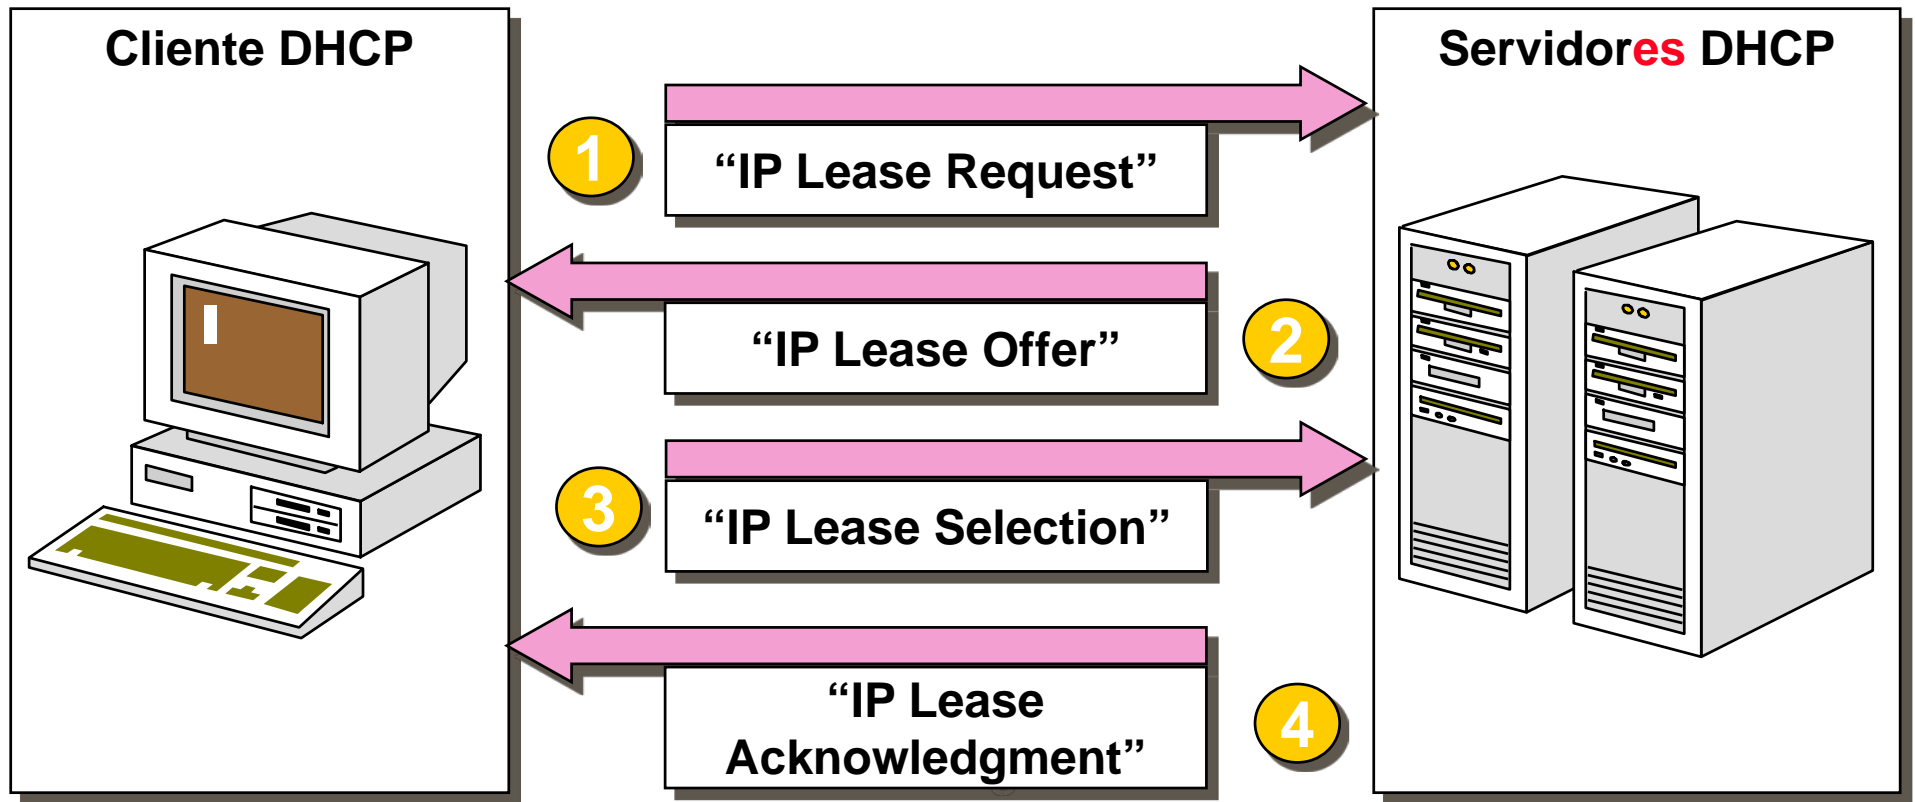 Cliente DHCP
Servidores DHCP
1
“IP Lease Request”
“IP Lease Offer”
2
3
“IP Lease Selection”
“IP Lease
Acknowledgment”
4